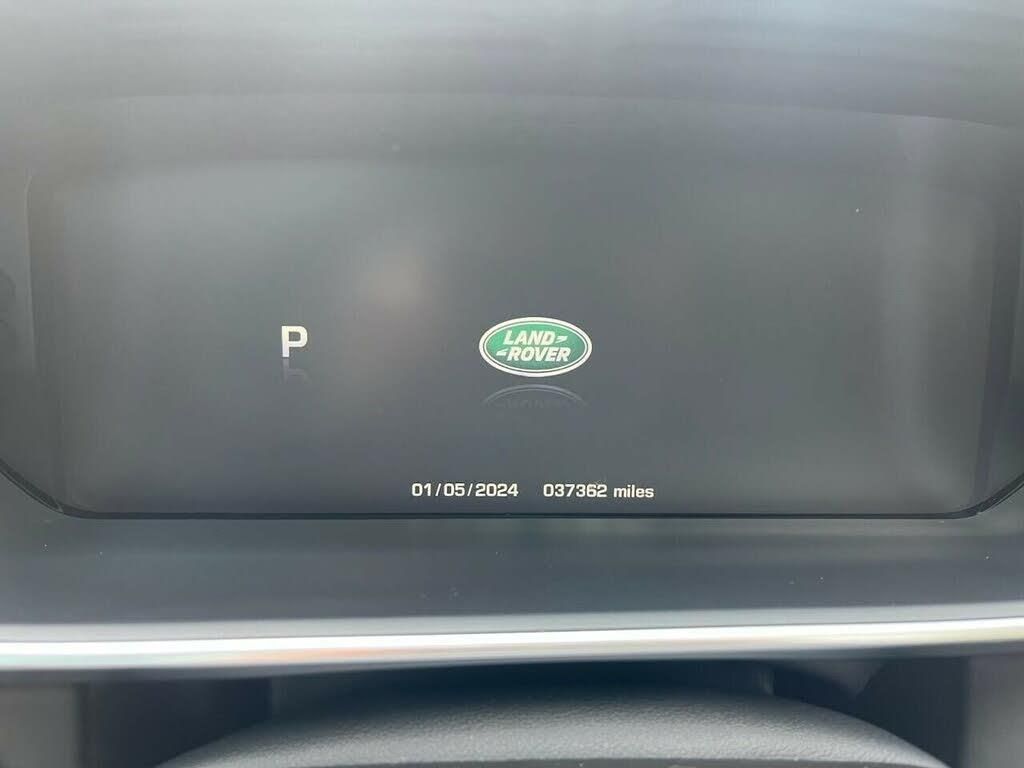 P
LAND
ROVER
01/05/2024 037362 miles